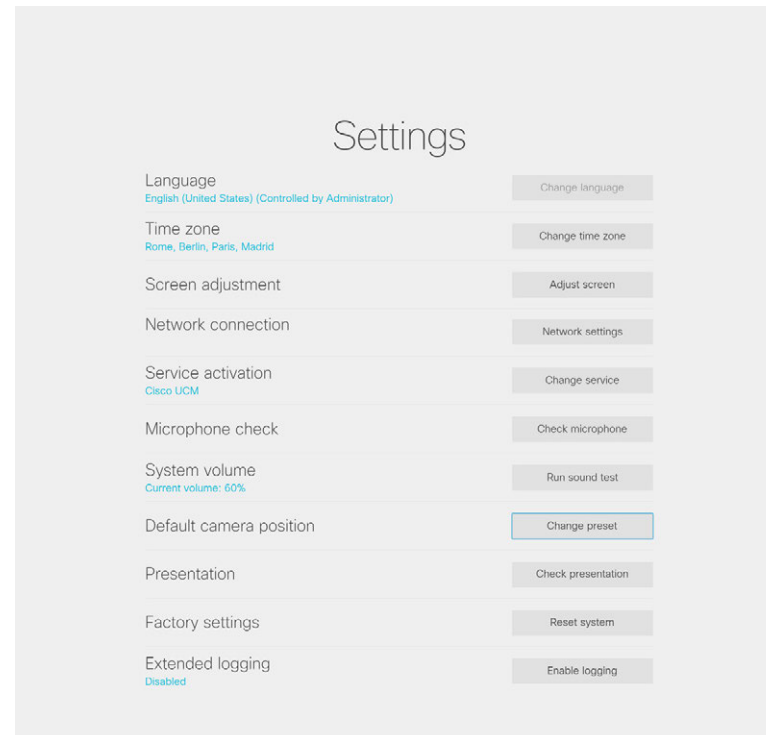 Settings
Language
English (United States) (Controlled by Administrator)
Change language
Time zone
Rome, Berlin, Paris, Madrid
Change time zone
Screen adjustment
Adjust screen
Network connection
Network settings
Service activation
Cisco UCM
Change service
Microphone check
Check microphone
System volume
Current volume: 60%
Run sound test
Default camera position
Change preset
Presentation
Check presentation
Factory settings
Reset system
Extended logging
Disabled
Enable logging